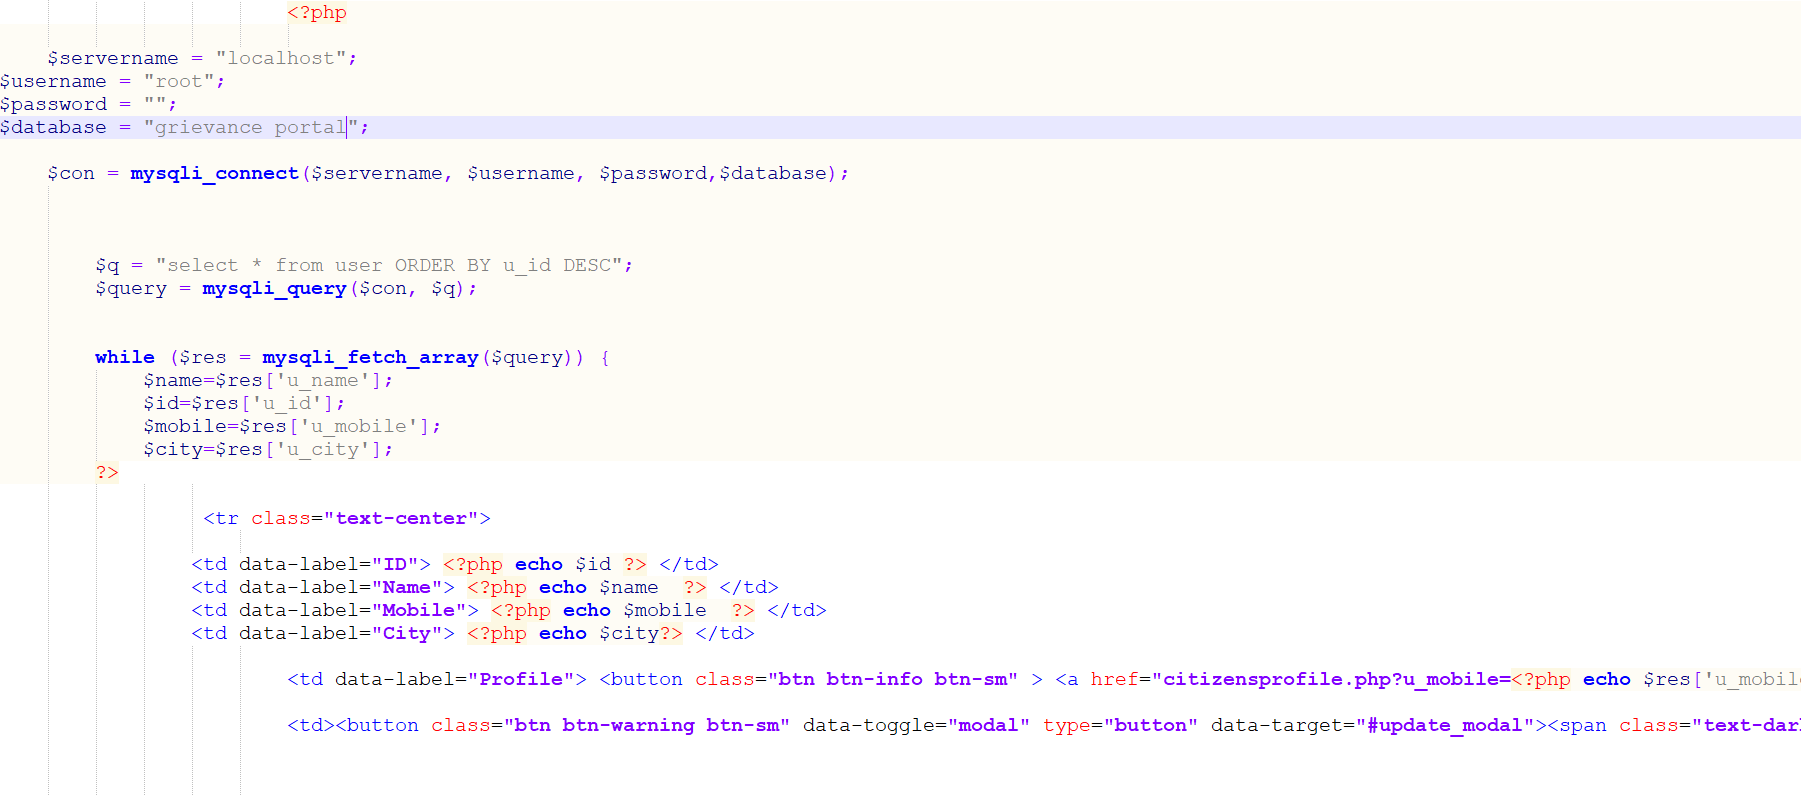 <?php
$servername = "localhost";
$username = "root";
$password = "";
$database = "grievance portal";
$con = mysqli_connect($servername, $username, $password,$database);
$q = "select * from user ORDER BY u_id DESC";
$query = mysqli_query($con, $q);
while ($res = mysqli_fetch_array($query)) {
$name=$res['u_name'];
$id=$res['u_id'];
$mobile=$res['u_mobile'];
$city=$res['u_city'];
?>
<tr class="text-center">
<td data-label="ID"> <?php echo $id ?> </td>
<td data-label="Name"> <?php echo $name  ?> </td>
<td data-label="Mobile"> <?php echo $mobile  ?> </td>
<td data-label="City"> <?php echo $city?> </td>
<td data-label="Profile"> <button class="btn btn-info btn-sm" > <a href="citizensprofile.php?u_mobile=<?php echo $res['u_mobil
<td><button class="btn btn-warning btn-sm" data-toggle="modal" type="button" data-target="#update_modal"><span class="text-dar